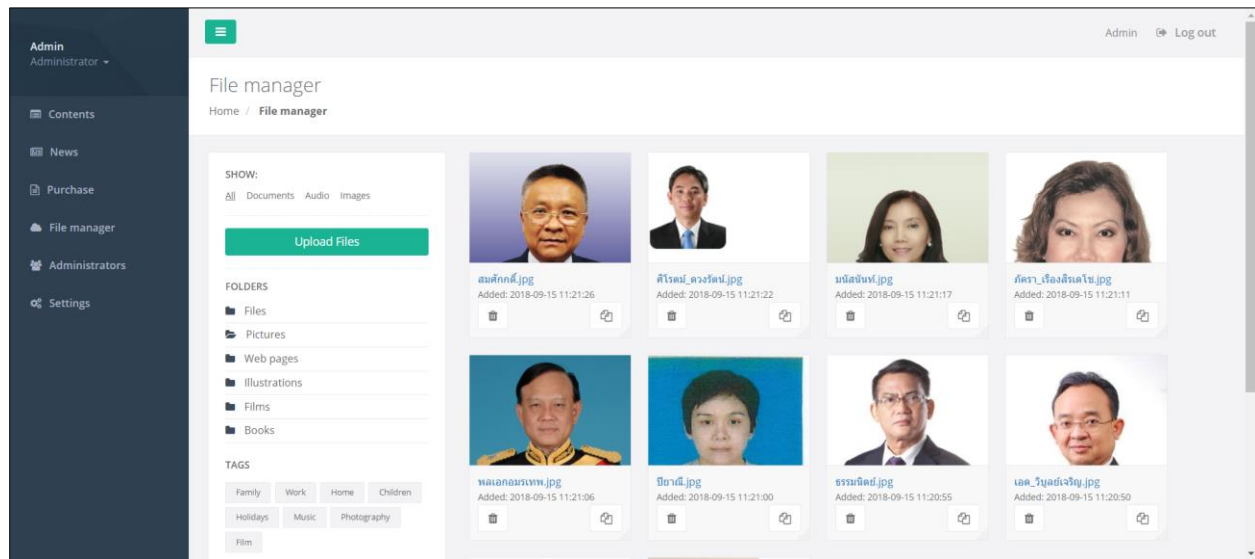 Admin
Administrator
Contents
News
Purchase
File manager
Administrators
Settings
Admin Log out
File manager
Home / File manager
SHOW:
All Documents Audio Images
Upload Files
FOLDERS
Files
Pictures
Web pages
Illustrations
Films
Books
TAGS
Family Work Home Children
Holidays Music Photography
Film
สมศักกดิ์.jpg
Added: 2018-09-15 11:21:26
ศิโรตม์_ดวงรัตน์.jpg
Added: 2018-09-15 11:21:22
มนัสนันท์.jpg
Added: 2018-09-15 11:21:17
ภัครา_เรืองสิรเดโช.jpg
Added: 2018-09-15 11:21:11
พลเอกอมรเทพ.jpg
Added: 2018-09-15 11:21:06
ปิยาณี.jpg
Added: 2018-09-15 11:21:00
ธรรมนิตย์.jpg
Added: 2018-09-15 11:20:55
เอด_วิบูลย์เจริญ.jpg
Added: 2018-09-15 11:20:50